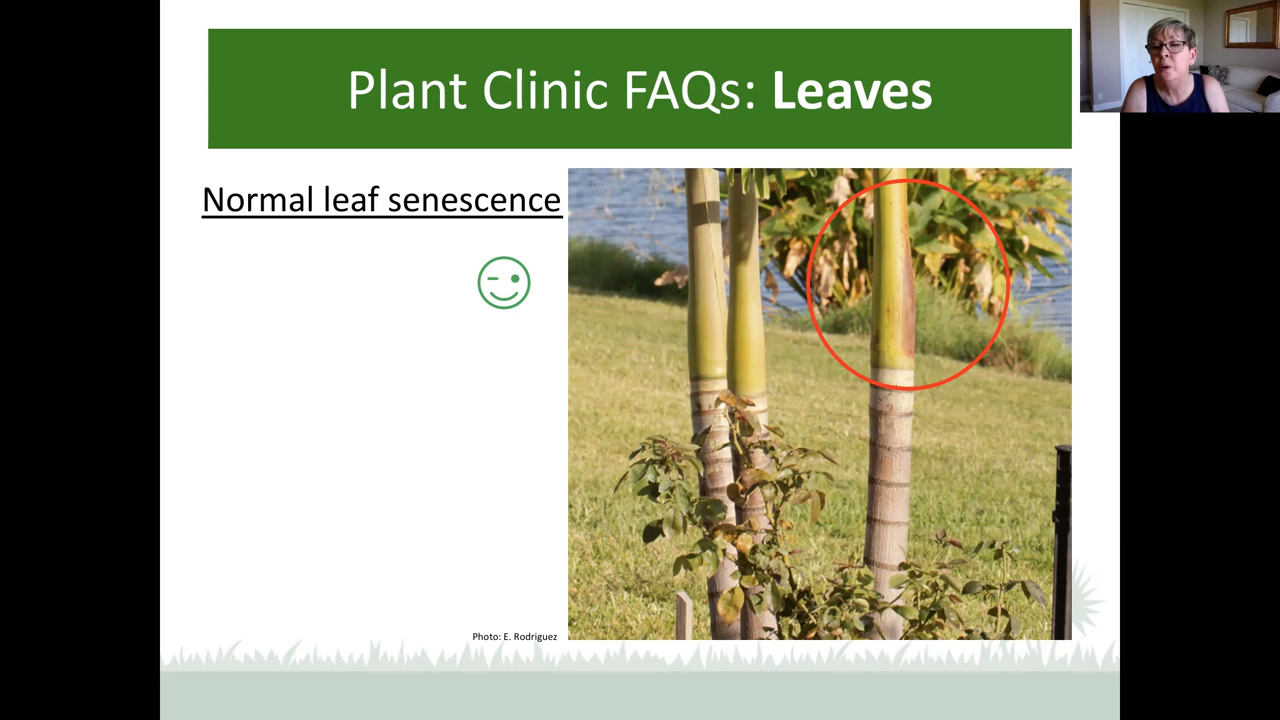 Plant Clinic FAQs: Leaves
Normal leaf senescence
Photo: E. Rodriguez